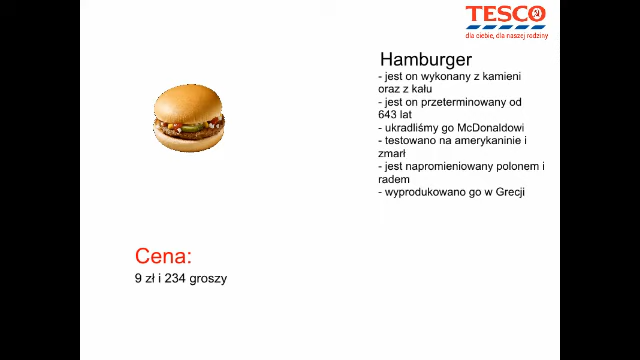 TESCO
dla ciebie, dla naszej rodziny
Hamburger
- jest on wykonany z kamieni
oraz z kału
- jest on przeterminowany od
643 lat
- ukradliśmy go McDonaldowi
- testowano na amerykaninie i
zmarł
- jest napromieniowany polonem i
radem
- wyprodukowano go w Grecji
Cena:
9 zł i 234 groszy